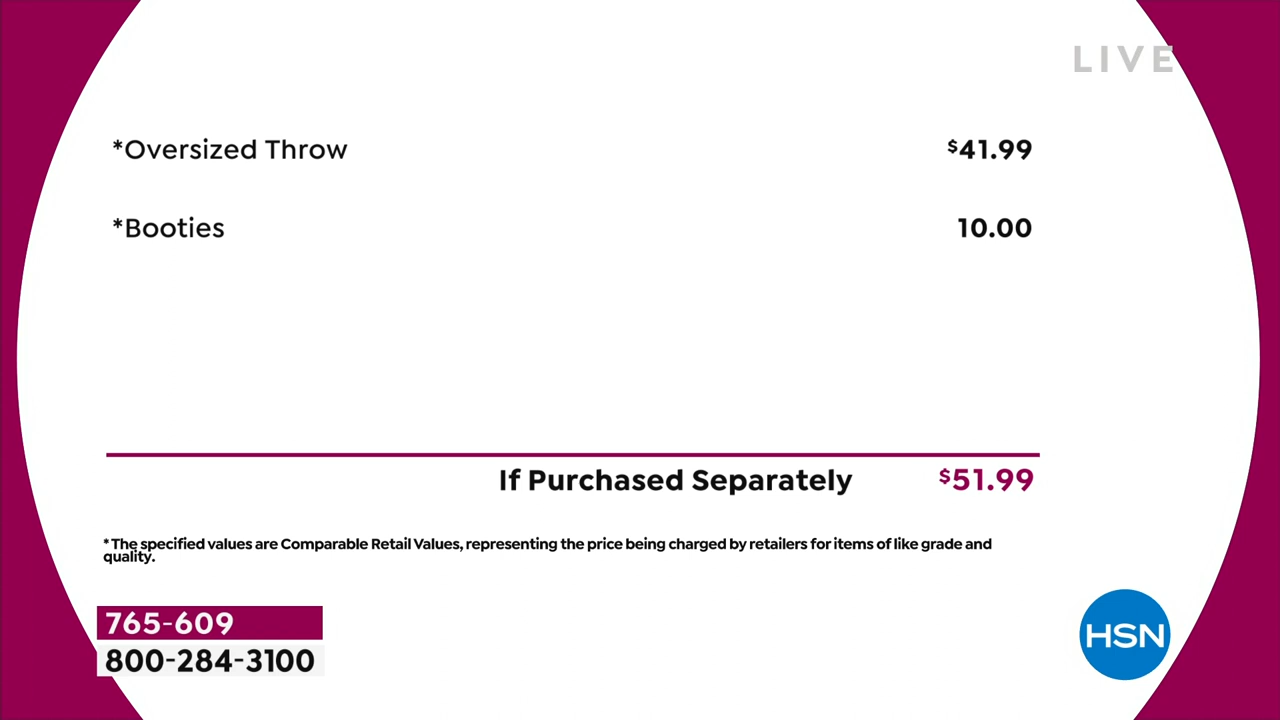 LIVE
*Oversized Throw $41.99
*Booties 10.00
If Purchased Separately $51.99
*The specified values are Comparable Retail Values, representing the price being charged by retailers for items of like grade and
quality.
765-609
800-284-3100
HSN